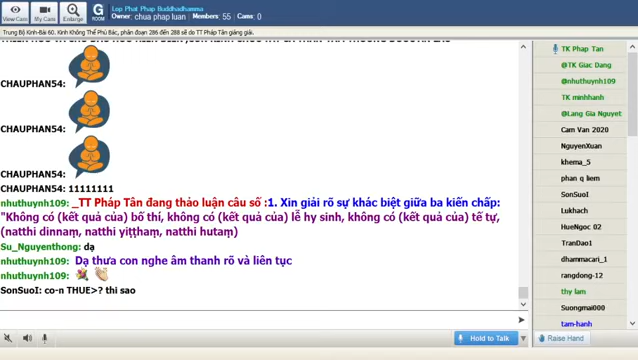 Lop Phat Phap Buddhadhamma
Owner: chua phap luan Members: 55 Cams: 0
View Cam My Cam Enlarge G ROOM
Trung Bộ Kinh-Bài 60. Kinh Không Thể Phú Bác, phân đoạn 286 đến 288 sẽ do TT Pháp Tân giảng giải.
CHAUPHAN54:
CHAUPHAN54:
CHAUPHAN54:
CHAUPHAN54: 11111111
nhuthuynh109: _TT Pháp Tân đang thảo luận câu số :1. Xin giải rõ sự khác biệt giữa ba kiến chấp:
"Không có (kết quả của) bố thí, không có (kết quả của) lễ hy sinh, không có (kết quả của) tế tự,
(natthi dinnaṃ, natthi yiṭṭhaṃ, natthi hutaṃ)
Su_Nguyenthong: dạ
nhuthuynh109: Dạ thưa con nghe âm thanh rõ và liên tục
nhuthuynh109:
SonSuoI: co-n THUE>? thi sao
TK Phap Tan
@TK Giac Dang
@nhuthuynh109
TK minhhanh
@Lang Gia Nguyet
Cam Van 2020
NguyenXuan
khema_5
phan q liem
SonSuoI
Lukhach
HueNgoc 02
TranDao1
dhammacari_1
rangdong-12
thy lam
Suongmai000
tam-hanh
Hold to Talk
Raise Hand